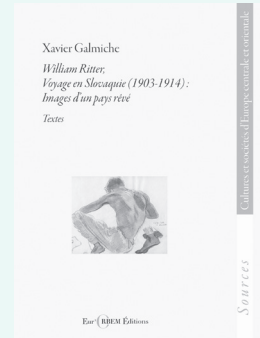 Xavier Galmiche
William Ritter,
Voyage en Slovaquie (1903-1914) :
Images d'un pays rêvé
Textes
Eur'ORBEM Éditions
Cultures et sociétés d'Europe centrale et orientale
Sources